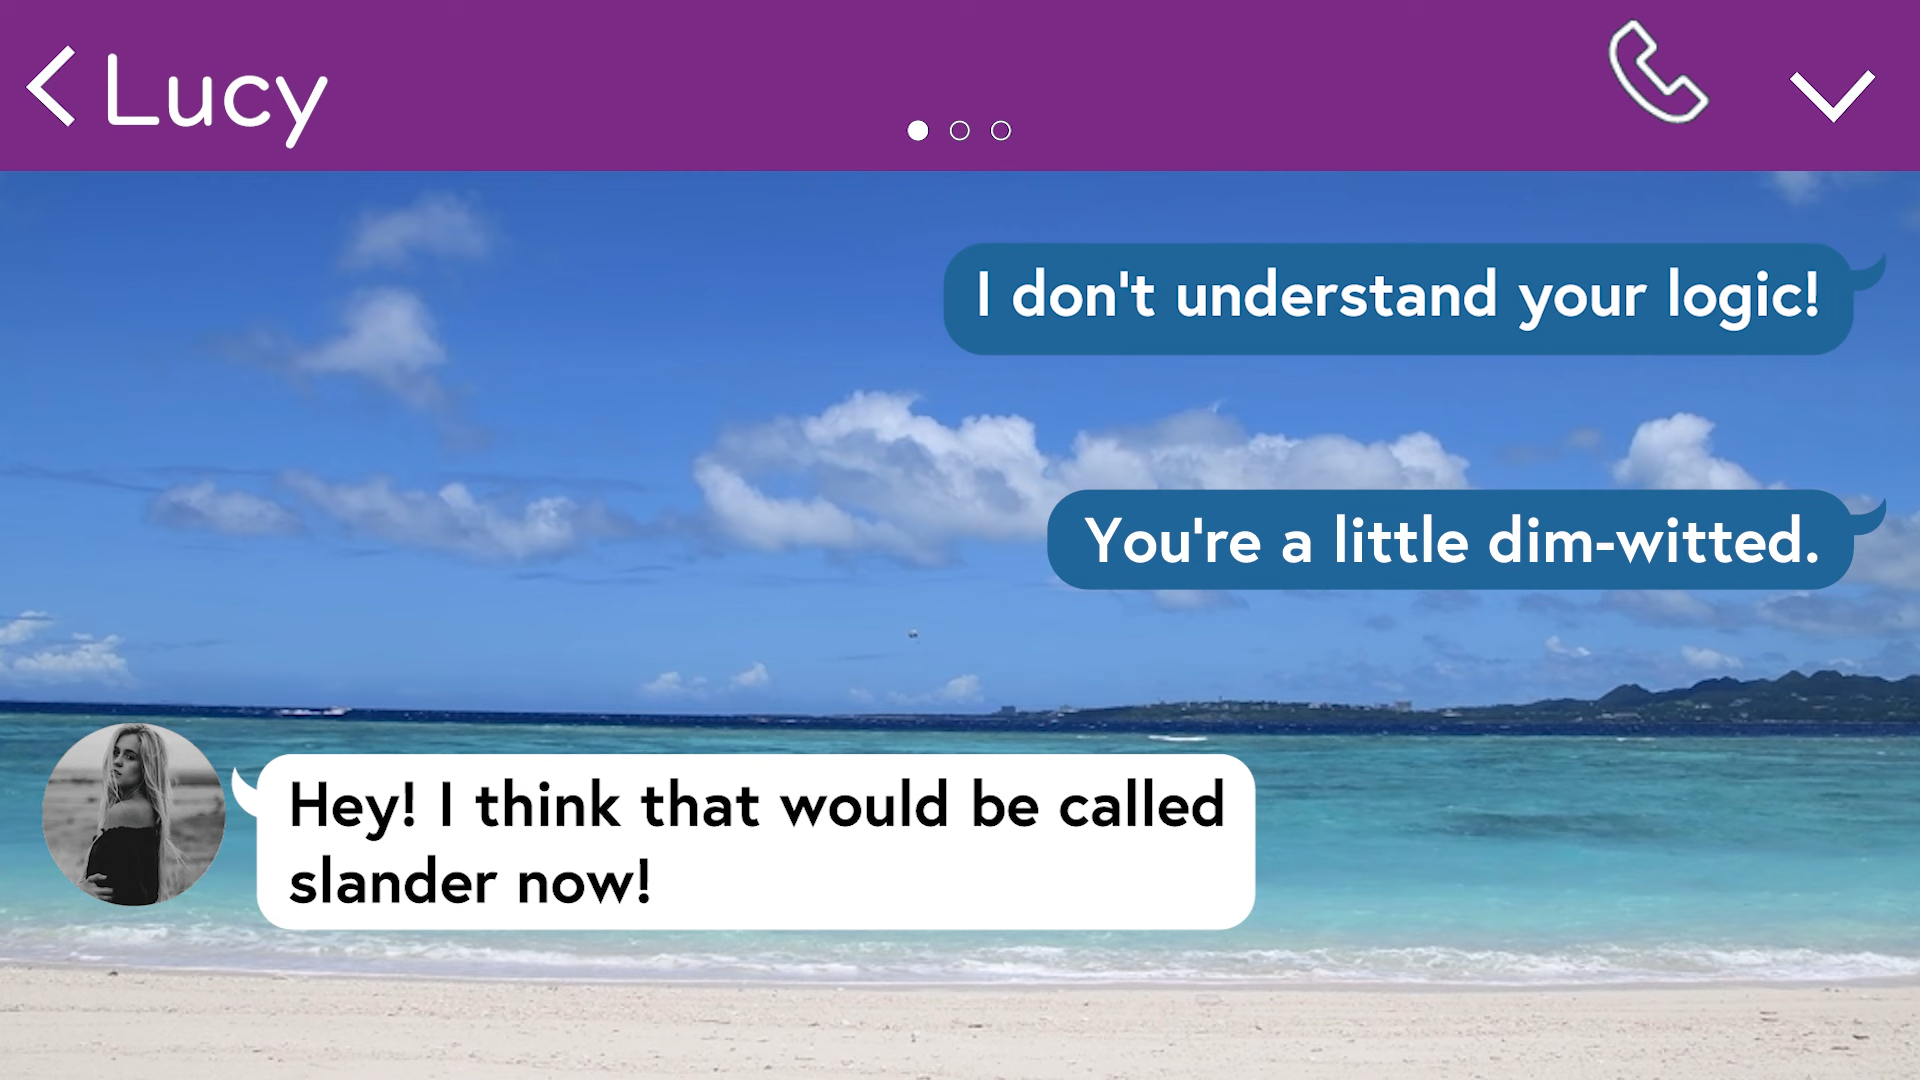 Lucy
I don't understand your logic!
You're a little dim-witted.
Hey! I think that would be called
slander now!